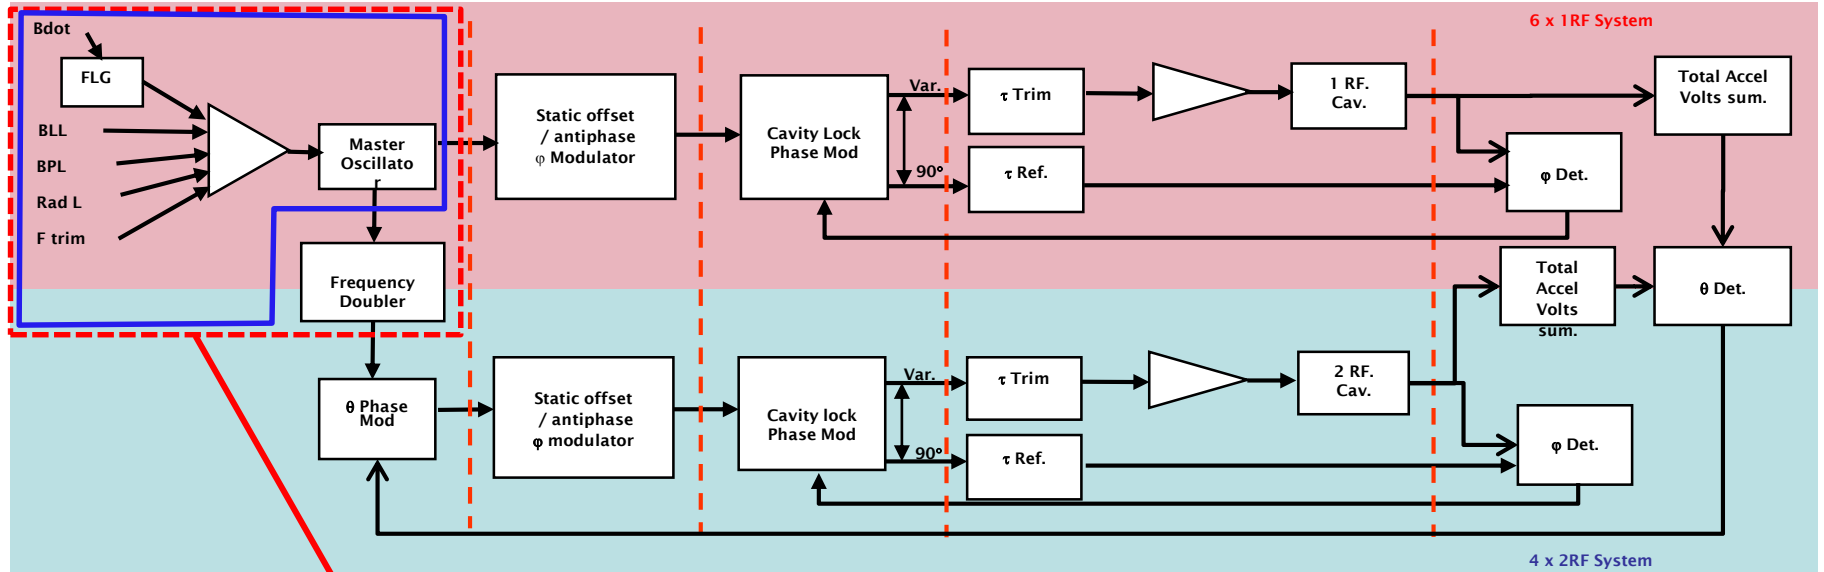 6 x 1RF System
Bdot
FLG
BLL
BPL
Rad L
F trim
Master
Oscillato
r
Frequency
Doubler
Static offset
/ antiphase
φ Modulator
Cavity Lock
Phase Mod
Var.
90°
τ Trim
τ Ref.
1 RF.
Cav.
Total Accel
Volts sum.
φ Det.
Total
Accel
Volts
sum.
θ Det.
θ Phase
Mod
Static offset
/ antiphase
φ modulator
Cavity lock
Phase Mod
Var.
90°
τ Trim
τ Ref.
2 RF.
Cav.
φ Det.
4 x 2RF System